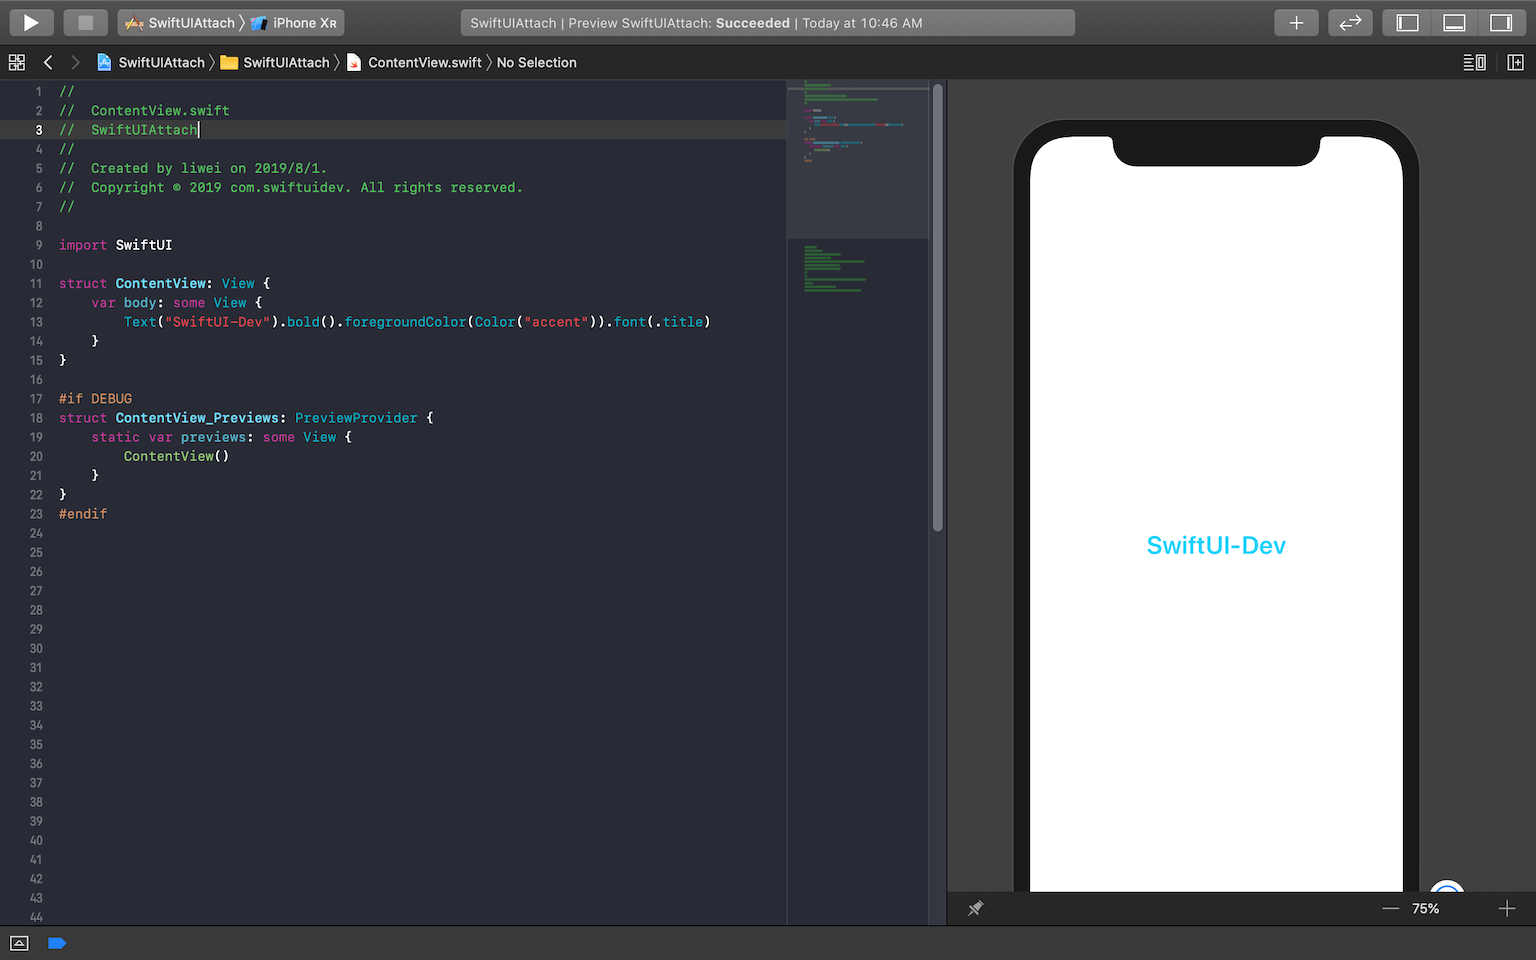 SwiftUIAttach 〉 iPhone Xʀ
SwiftUIAttach | Preview SwiftUIAttach: Succeeded | Today at 10:46 AM
SwiftUIAttach 〉 SwiftUIAttach 〉 ContentView.swift 〉 No Selection
1 //
2 //  ContentView.swift
3 //  SwiftUIAttach
4 //
5 //  Created by liwei on 2019/8/1.
6 //  Copyright © 2019 com.swiftuidev. All rights reserved.
7 //
8
9 import SwiftUI
10
11 struct ContentView: View {
12     var body: some View {
13         Text("SwiftUI-Dev").bold().foregroundColor(Color("accent")).font(.title)
14     }
15 }
16
17 #if DEBUG
18 struct ContentView_Previews: PreviewProvider {
19     static var previews: some View {
20         ContentView()
21     }
22 }
23 #endif
24
25
26
27
28
29
30
31
32
33
34
35
36
37
38
39
40
41
42
43
44
SwiftUI-Dev
75%